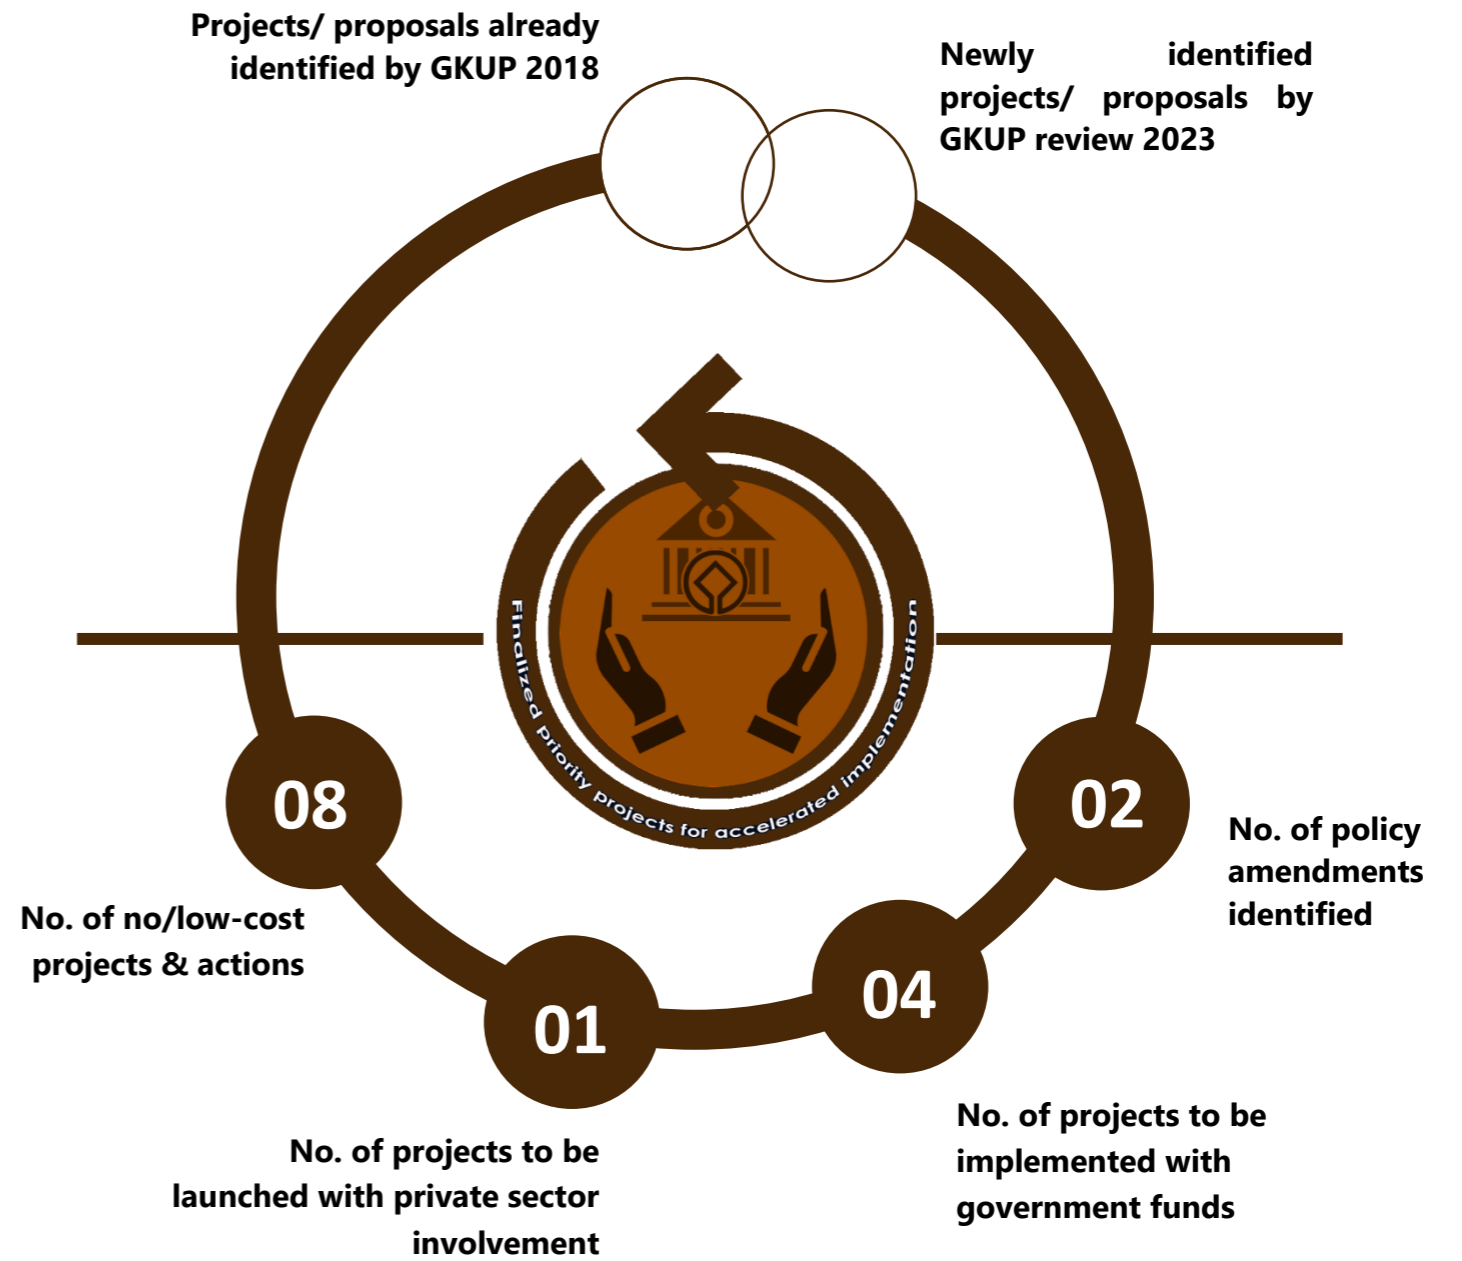 Projects/ proposals already
identified by GKUP 2018
Newly identified
projects/ proposals by
GKUP review 2023
Finalized priority projects for accelerated implementation
08
No. of no/low-cost
projects & actions
01
No. of projects to be
launched with private sector
involvement
04
No. of projects to be
implemented with
government funds
02
No. of policy
amendments
identified